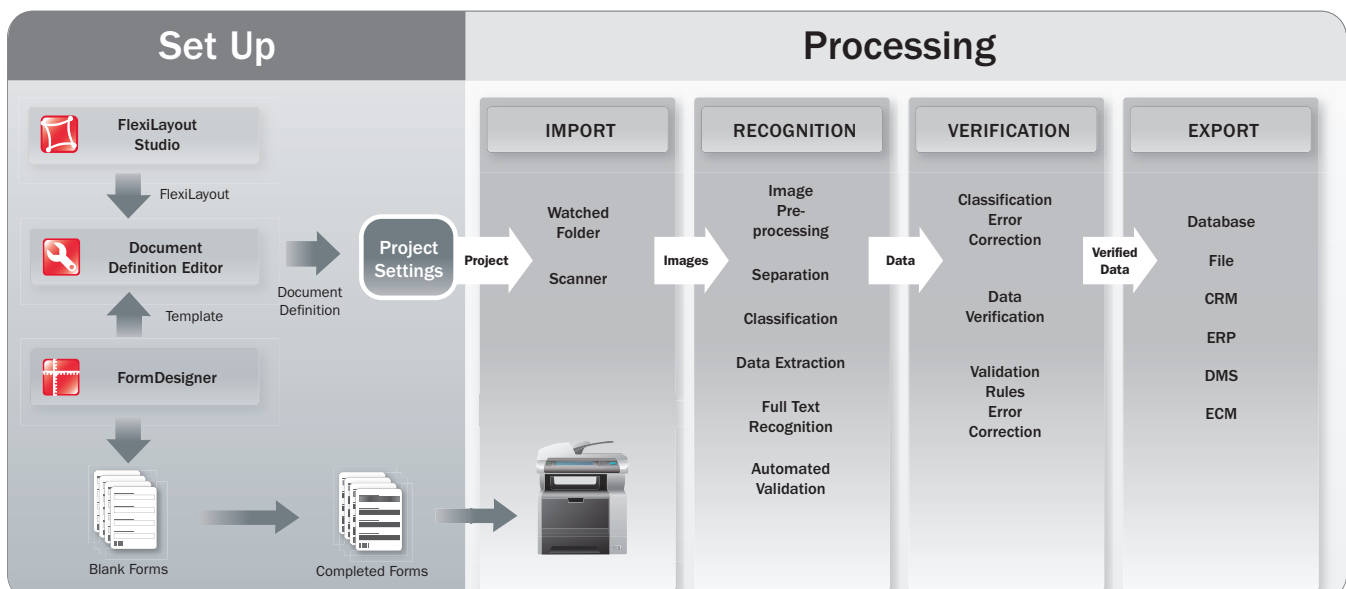 Set Up
Processing
FlexiLayout
Studio
FlexiLayout
Document
Definition Editor
Template
FormDesigner
Document
Definition
Project
Settings
Blank Forms
Completed Forms
Project
IMPORT
Watched
Folder
Scanner
Images
RECOGNITION
Image
Pre-
processing
Separation
Classification
Data Extraction
Full Text
Recognition
Automated
Validation
Data
VERIFICATION
Classification
Error
Correction
Data
Verification
Validation
Rules
Error
Correction
Verified
Data
EXPORT
Database
File
CRM
ERP
DMS
ECM